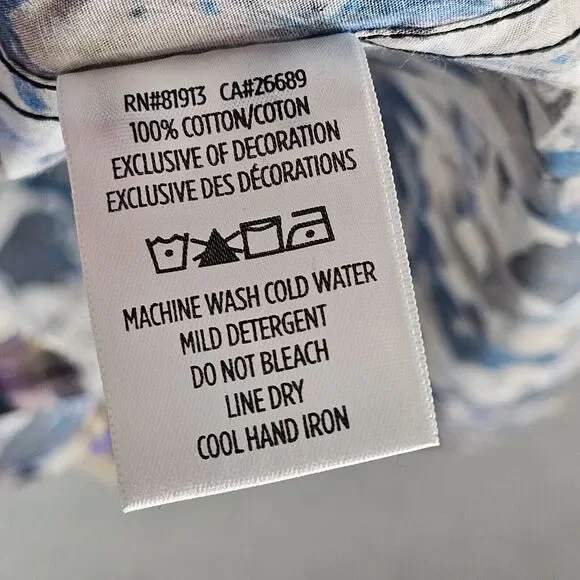 RN#81913 CA#26689
100% COTTON/COTON
EXCLUSIVE OF DECORATION
EXCLUSIVE DES DÉCORATIONS
MACHINE WASH COLD WATER
MILD DETERGENT
DO NOT BLEACH
LINE DRY
COOL HAND IRON